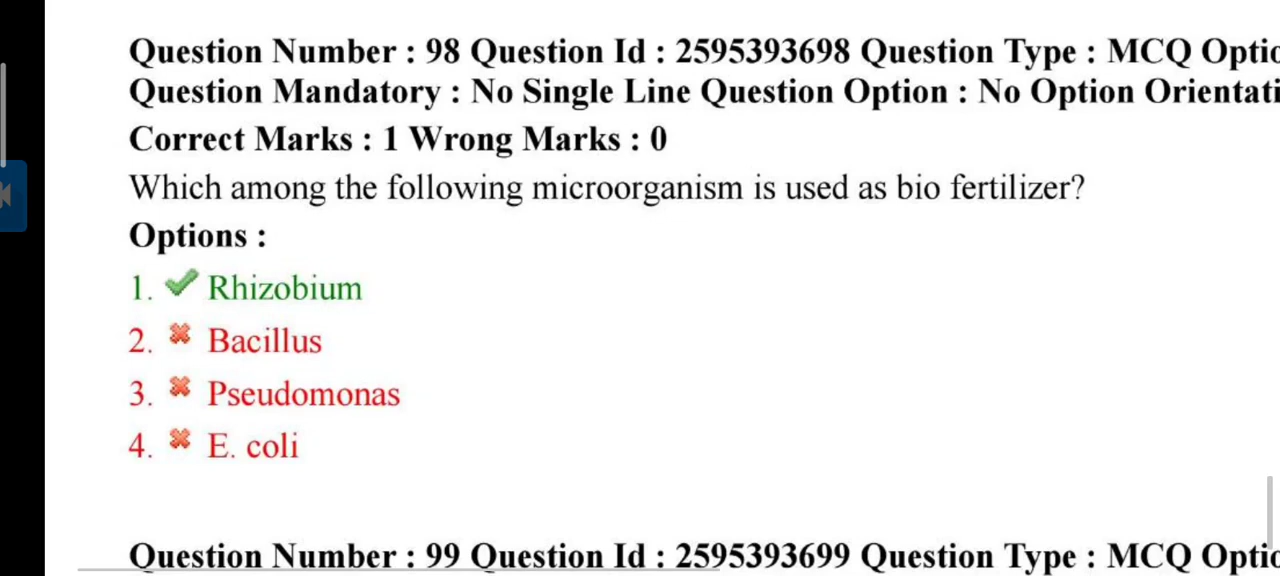 Question Number : 98 Question Id : 2595393698 Question Type : MCQ
Question Mandatory : No Single Line Question Option : No Option
Correct Marks : 1 Wrong Marks : 0
Which among the following microorganism is used as bio fertilizer?
Options :
1. Rhizobium
2. Bacillus
3. Pseudomonas
4. E. coli
Question Number : 99 Question Id : 2595393699 Question Type : MCQ